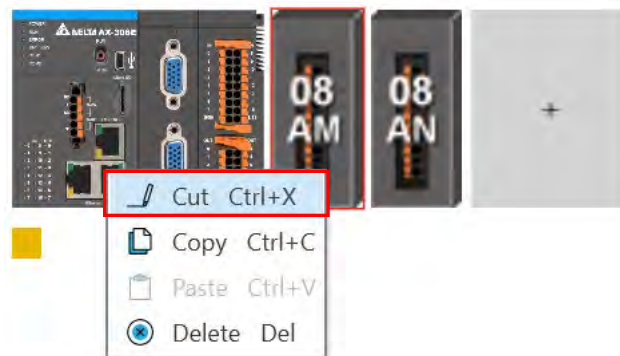 DELTA AX-308E
08
AM
08
AN
+
Cut Ctrl+X
Copy Ctrl+C
Paste Ctrl+V
Delete Del